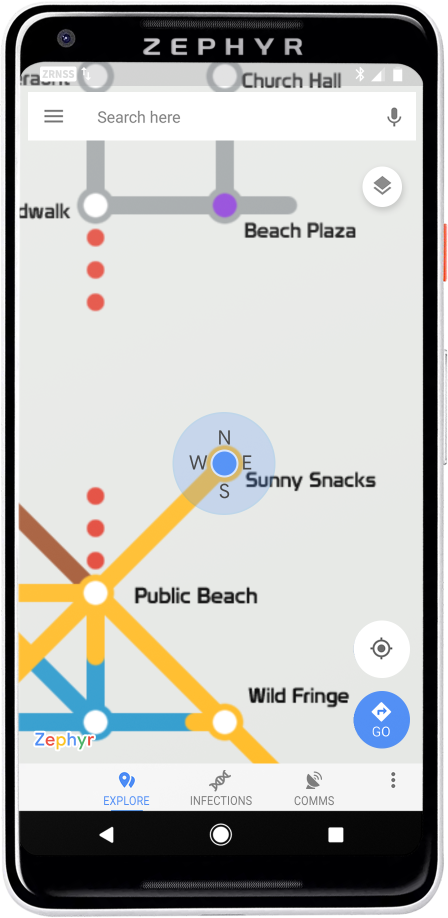 ZEPHYR
ZRNSS
Church Hall
Search here
dwalk
Beach Plaza
N
W E
S
Sunny Snacks
Public Beach
Wild Fringe
GO
Zephyr
EXPLORE INFECTIONS COMMS